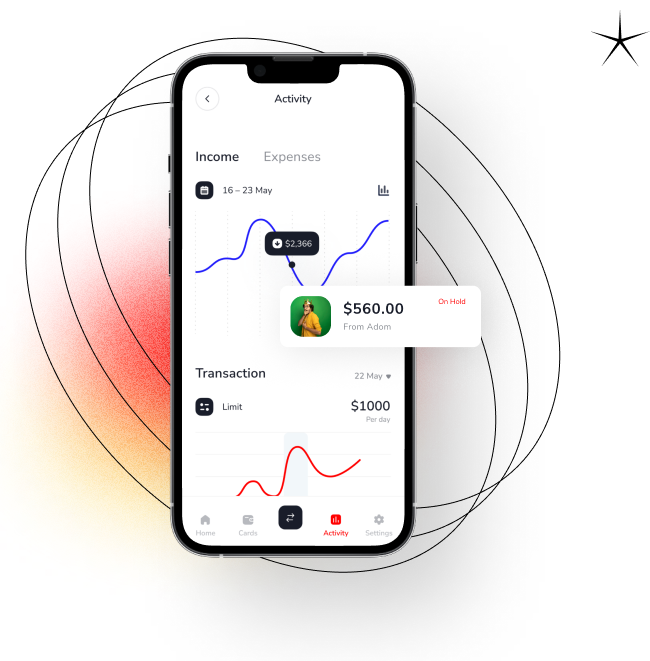 Activity
Income Expenses
16 – 23 May
$2,366
$560.00 On Hold
From Adom
Transaction 22 May
Limit $1000
Per day
Home Cards Activity Settings